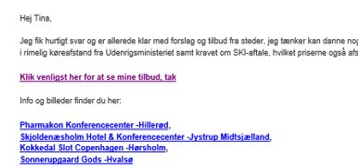 Hej Tina,
Jeg fik hurtigt svar og er allerede klar med forslag og tilbud fra steder, jeg tænker kan danne nog
i rimelig køreafstand fra Udenrigsministeriet samt kravet om SKI-aftale, hvilket priserne også afs
Klik venligst her for at se mine tilbud, tak
Info og billeder finder du her:
Pharmakon Konferencecenter -Hillerød,
Skjoldenæsholm Hotel & Konferencecenter -Jystrup Midtsjælland,
Kokkedal Slot Copenhagen -Hørsholm,
Sonnerupgaard Gods -Hvalsø